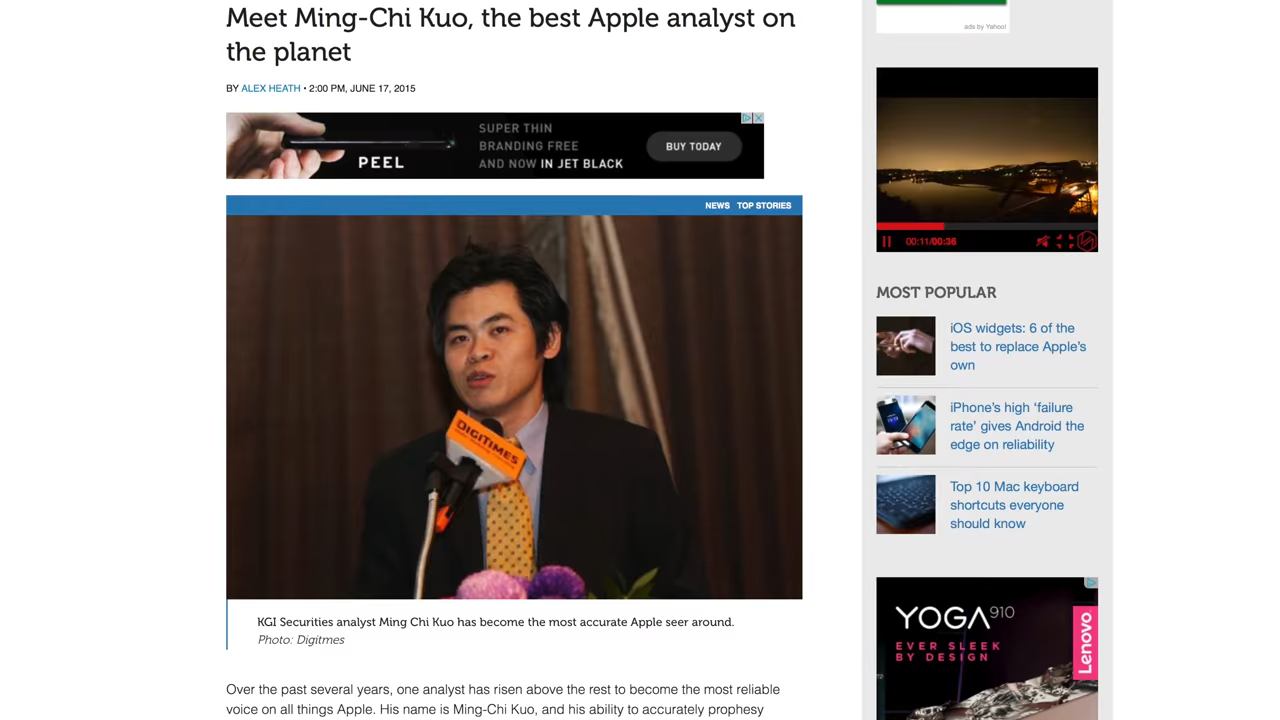 Meet Ming-Chi Kuo, the best Apple analyst on
the planet
BY ALEX HEATH • 2:00 PM, JUNE 17, 2015
SUPER THIN
BRANDING FREE
AND NOW IN JET BLACK
PEEL
BUY TODAY
NEWS TOP STORIES
DIGITIMES
KGI Securities analyst Ming Chi Kuo has become the most accurate Apple seer around.
Photo: Digitmes
Over the past several years, one analyst has risen above the rest to become the most reliable
voice on all things Apple. His name is Ming-Chi Kuo, and his ability to accurately prophesy
ads by Yahoo!
00:11/00:36
MOST POPULAR
iOS widgets: 6 of the
best to replace Apple's
own
iPhone's high 'failure
rate' gives Android the
edge on reliability
Top 10 Mac keyboard
shortcuts everyone
should know
YOGA 910
EVER SLEEK
BY DESIGN
Lenovo